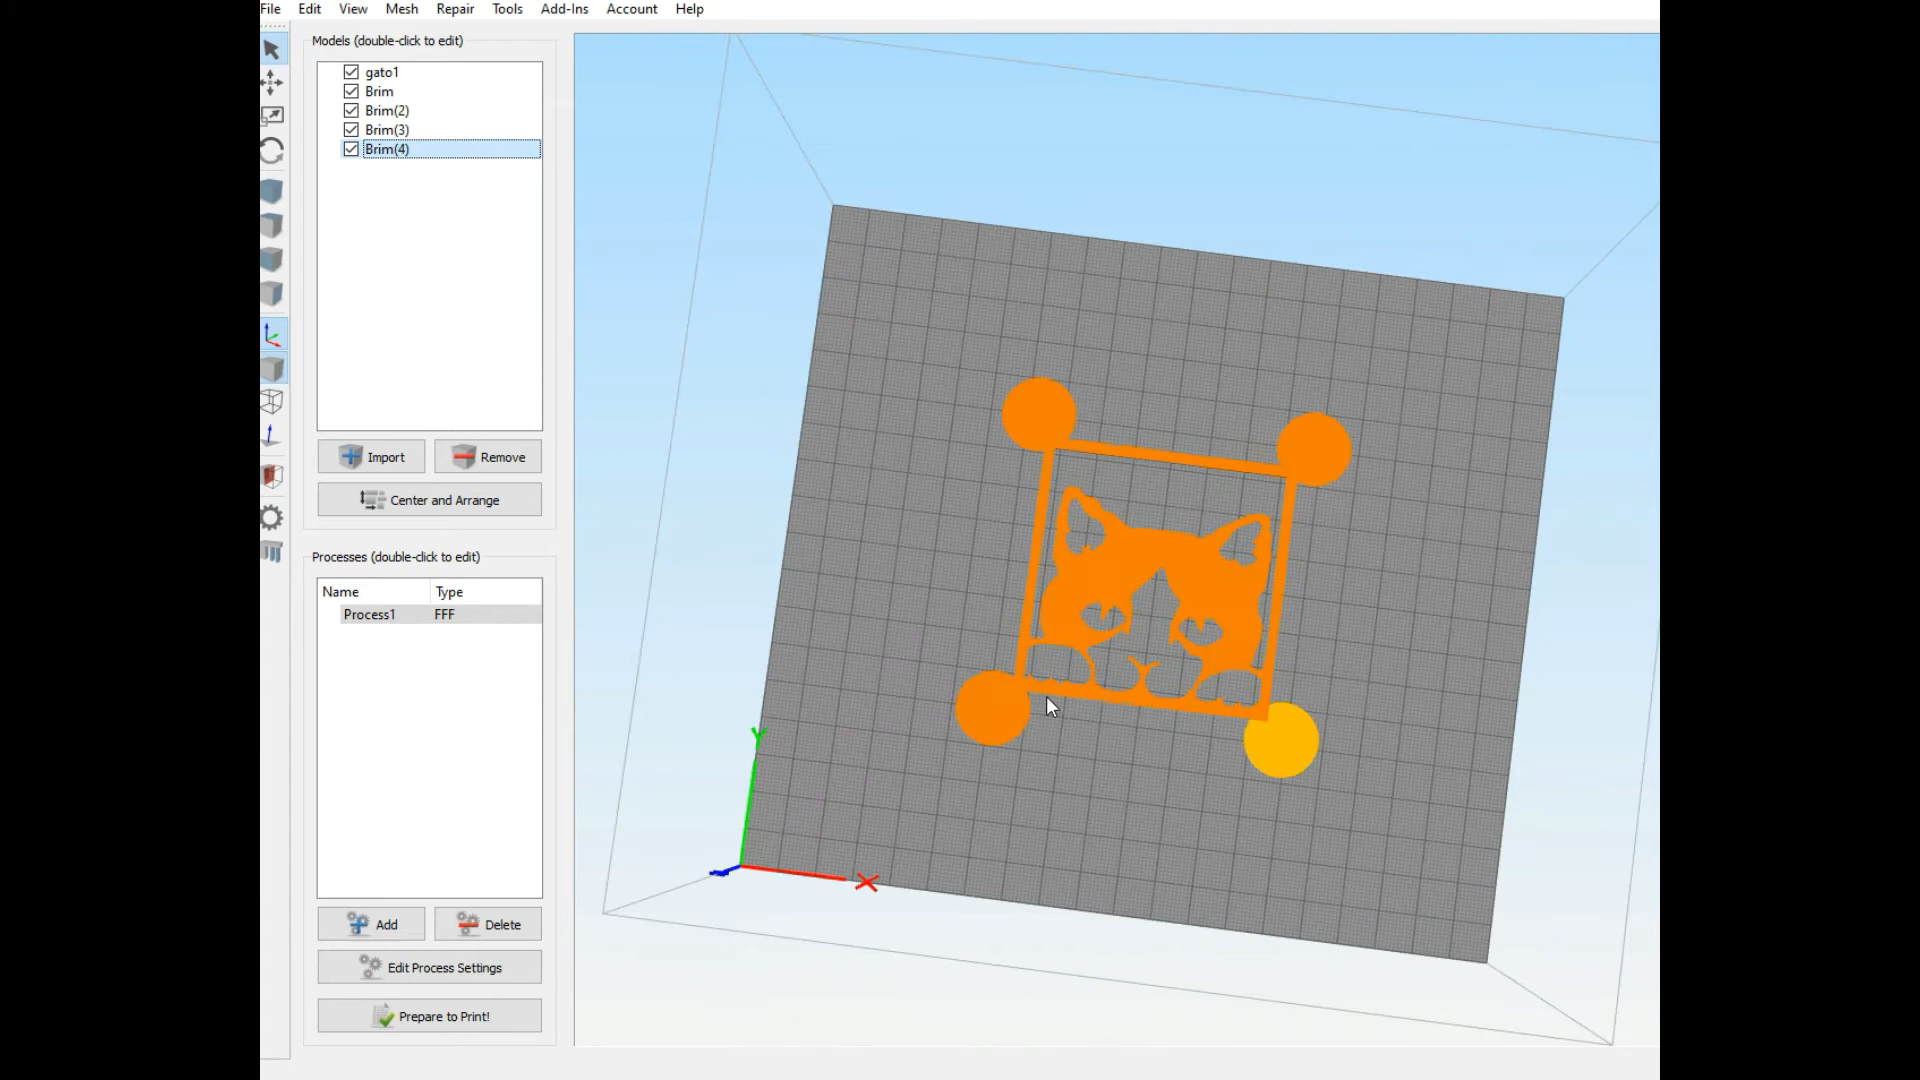 File Edit View Mesh Repair Tools Add-Ins Account Help
Models (double-click to edit)
gato1
Brim
Brim(2)
Brim(3)
Brim(4)
Import Remove
Center and Arrange
Processes (double-click to edit)
Name Type
Process1 FFF
Add Delete
Edit Process Settings
Prepare to Print!
Y
X